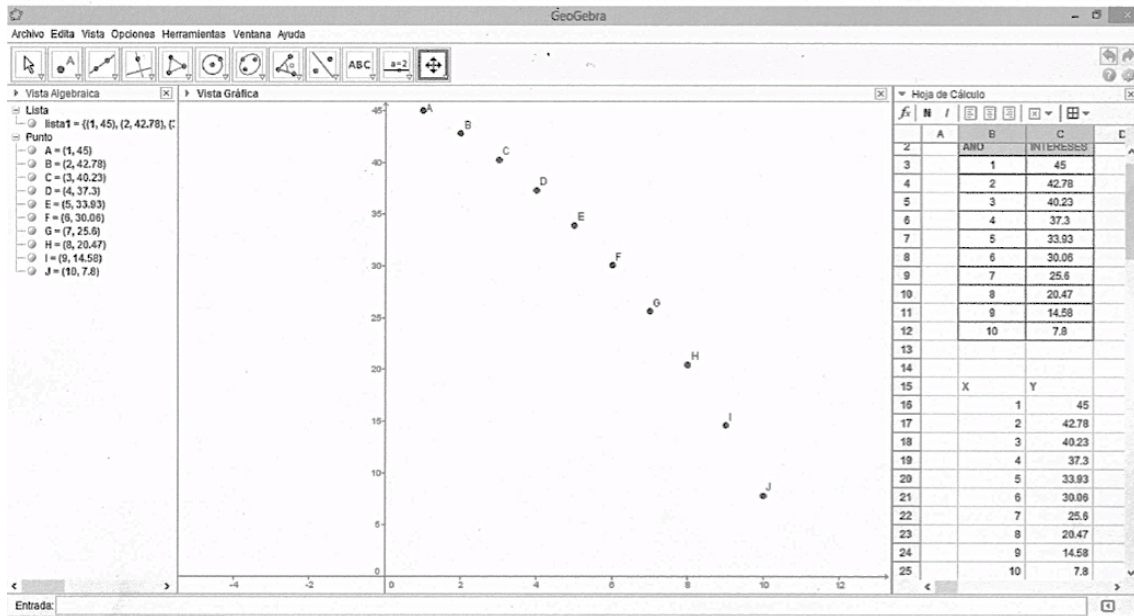 GeoGebra
Archivo Edita Vista Opciones Herramientas Ventana Ayuda
A
ABC
a=2
Vista Algebraica
Lista
lista1 = {(1, 45), (2, 42.78), (
Punto
A = (1, 45)
B = (2, 42.78)
C = (3, 40.23)
D = (4, 37.3)
E = (5, 33.93)
F = (6, 30.06)
G = (7, 25.6)
H = (8, 20.47)
I = (9, 14.58)
J = (10, 7.8)
Vista Gráfica
45
40
35
30
25
20
15
10
5
0
-4 -2 0 2 4 6 8 10 12
A
B
C
D
E
F
G
H
I
J
Hoja de Cálculo
fx N I
A B C
2 ANO INTERESES
3 1 45
4 2 42.78
5 3 40.23
6 4 37.3
7 5 33.93
8 6 30.06
9 7 25.6
10 8 20.47
11 9 14.58
12 10 7.8
13
14
15 X Y
16 1 45
17 2 42.78
18 3 40.23
19 4 37.3
20 5 33.93
21 6 30.06
22 7 25.6
23 8 20.47
24 9 14.58
25 10 7.8
Entrada: